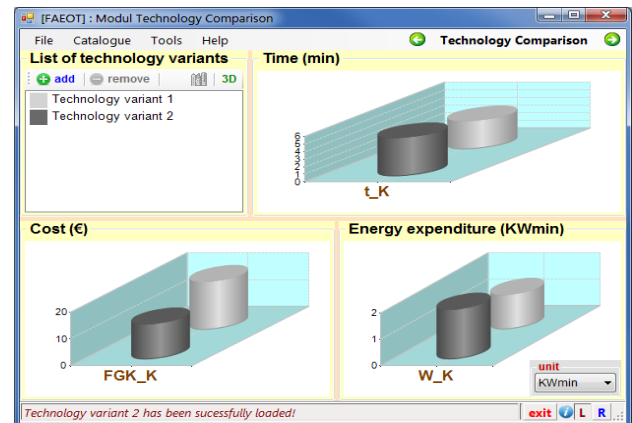 [FAEOT] : Modul Technology Comparison
File Catalogue Tools Help Technology Comparison
List of technology variants
add remove 3D
Technology variant 1
Technology variant 2
Time (min)
6
5
4
3
2
1
0
t_K
Cost (€)
20
10
0
FGK_K
Energy expenditure (KWmin)
2
1
0
W_K
unit
KWmin
Technology variant 2 has been sucessfully loaded!
exit L R